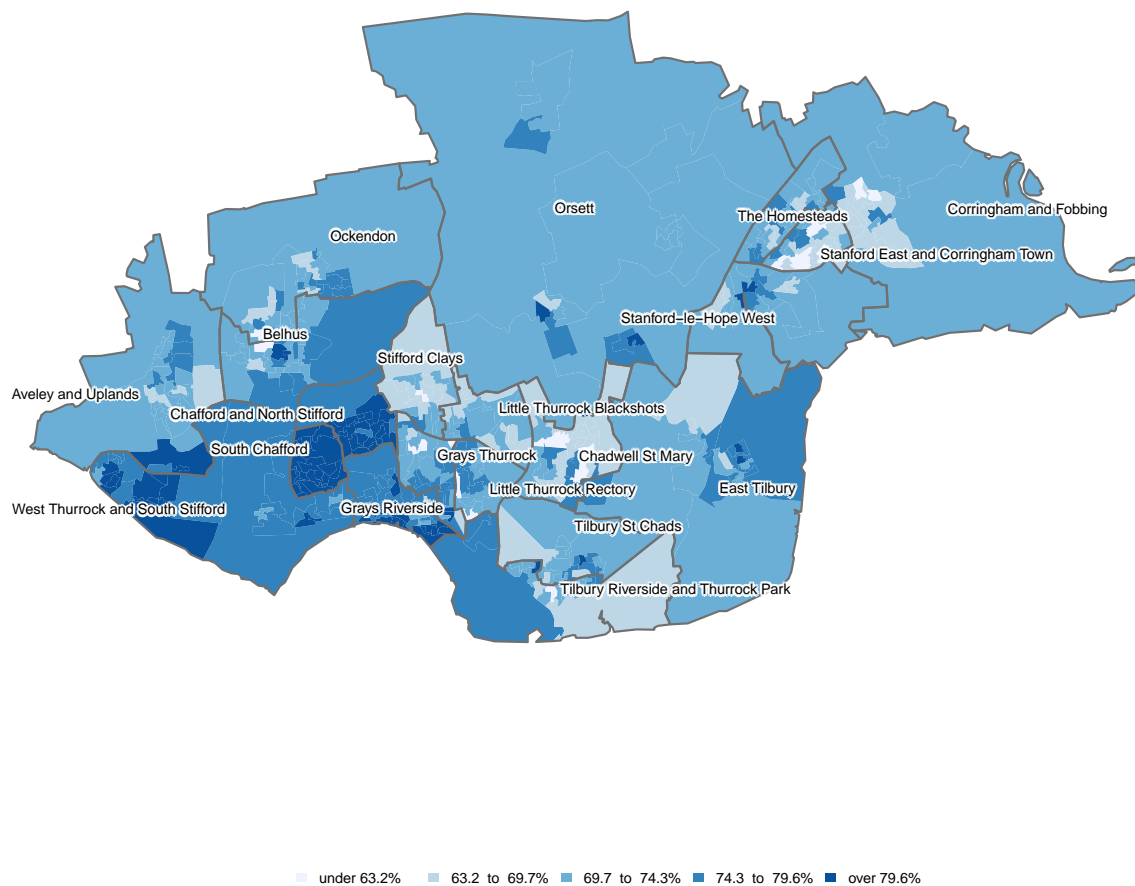 Orsett
Corringham and Fobbing
The Homesteads
Ockendon
Stanford East and Corringham Town
Stanford−le−Hope West
Belhus
Stifford Clays
Aveley and Uplands
Little Thurrock Blackshots
Chafford and North Stifford
South Chafford
Grays Thurrock
Chadwell St Mary
Little Thurrock Rectory
East Tilbury
West Thurrock and South Stifford
Grays Riverside
Tilbury St Chads
Tilbury Riverside and Thurrock Park
under 63.2% 63.2 to 69.7% 69.7 to 74.3% 74.3 to 79.6% over 79.6%